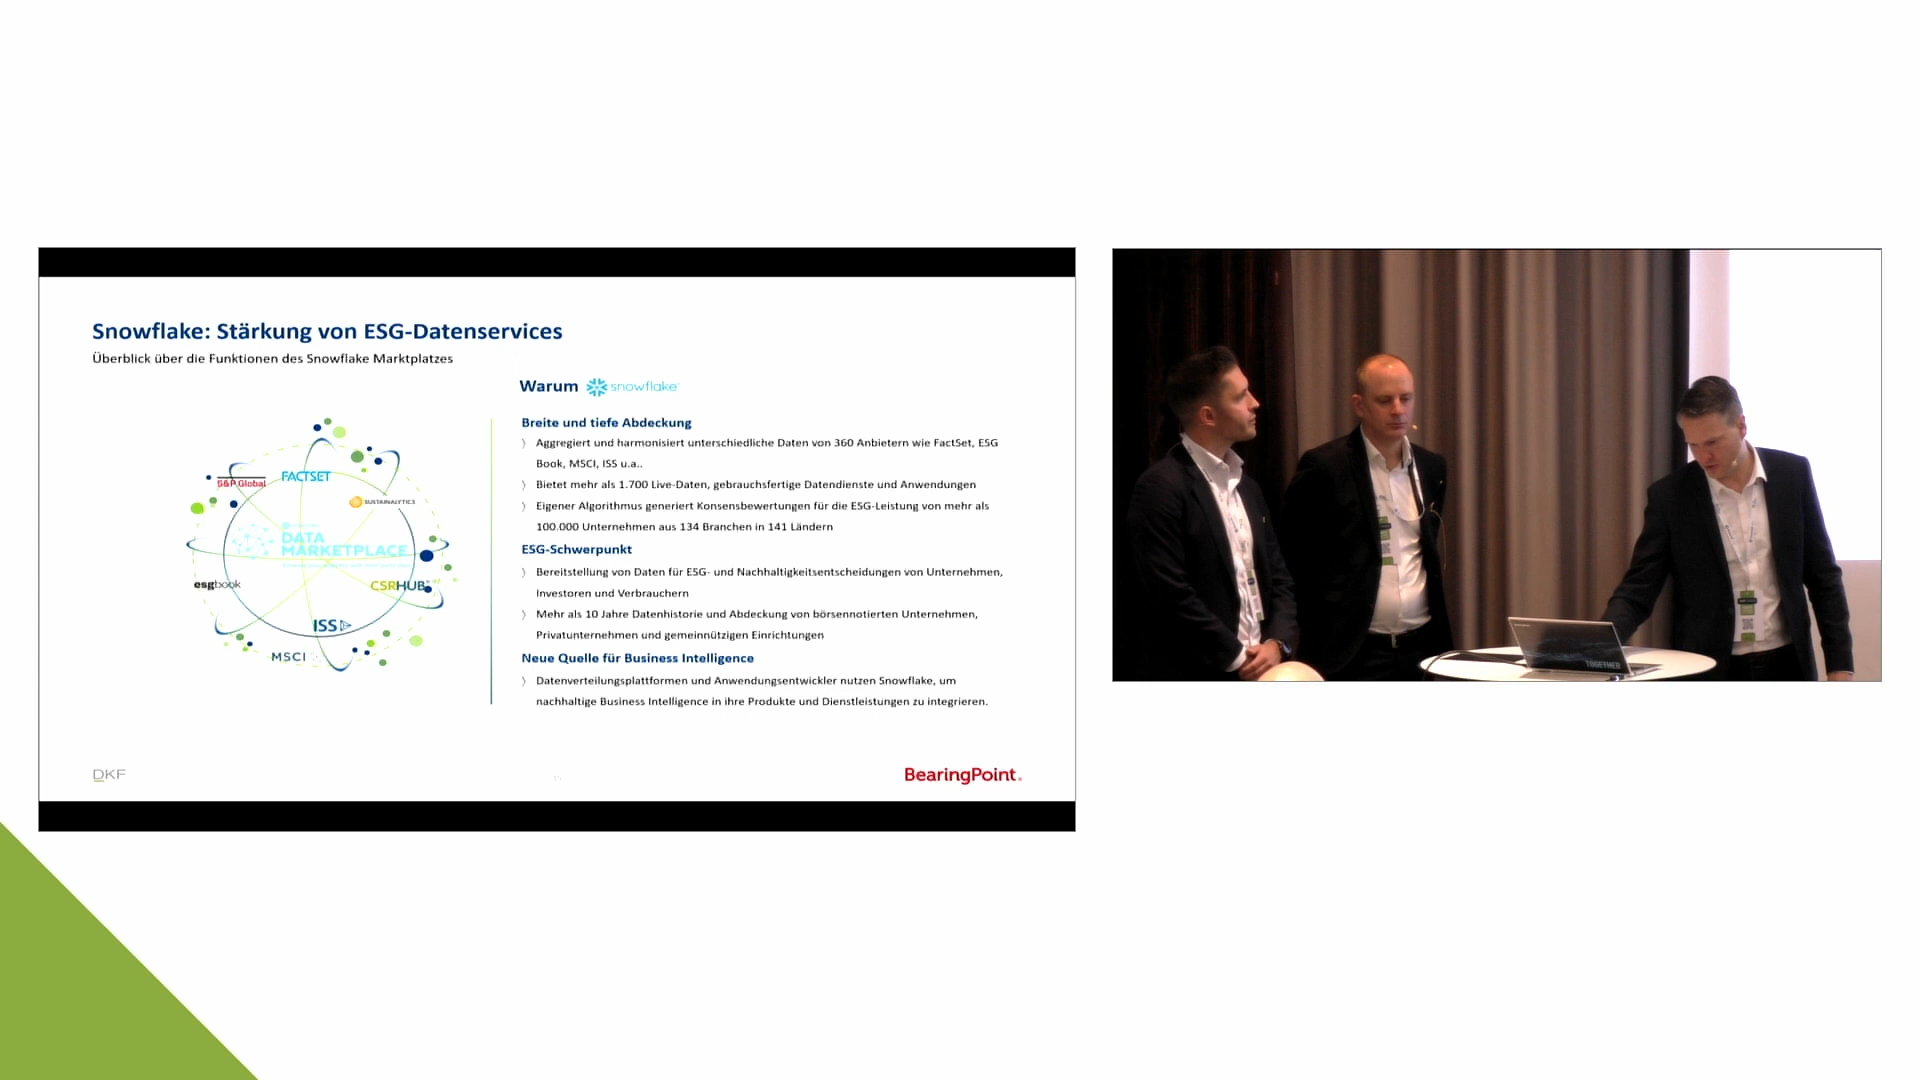 Snowflake: Stärkung von ESG-Datenservices
Überblick über die Funktionen des Snowflake Marktplatzes
Warum snowflake
S&P Global
FACTSET
SUSTAINALYTICS
DATA
MARKETPLACE
esgbook
CSRHUB
ISS
MSCI
Breite und tiefe Abdeckung
Aggregiert und harmonisiert unterschiedliche Daten von 360 Anbietern wie FactSet, ESG
Book, MSCI, ISS u.a..
Bietet mehr als 1.700 Live-Daten, gebrauchsfertige Datendienste und Anwendungen
Eigener Algorithmus generiert Konsensbewertungen für die ESG-Leistung von mehr als
100.000 Unternehmen aus 134 Branchen in 141 Ländern
ESG-Schwerpunkt
Bereitstellung von Daten für ESG- und Nachhaltigkeitsentscheidungen von Unternehmen,
Investoren und Verbrauchern
Mehr als 10 Jahre Datenhistorie und Abdeckung von börsennotierten Unternehmen,
Privatunternehmen und gemeinnützigen Einrichtungen
Neue Quelle für Business Intelligence
Datenverteilungsplattformen und Anwendungsentwickler nutzen Snowflake, um
nachhaltige Business Intelligence in ihre Produkte und Dienstleistungen zu integrieren.
DKF
BearingPoint.
TOGETHER